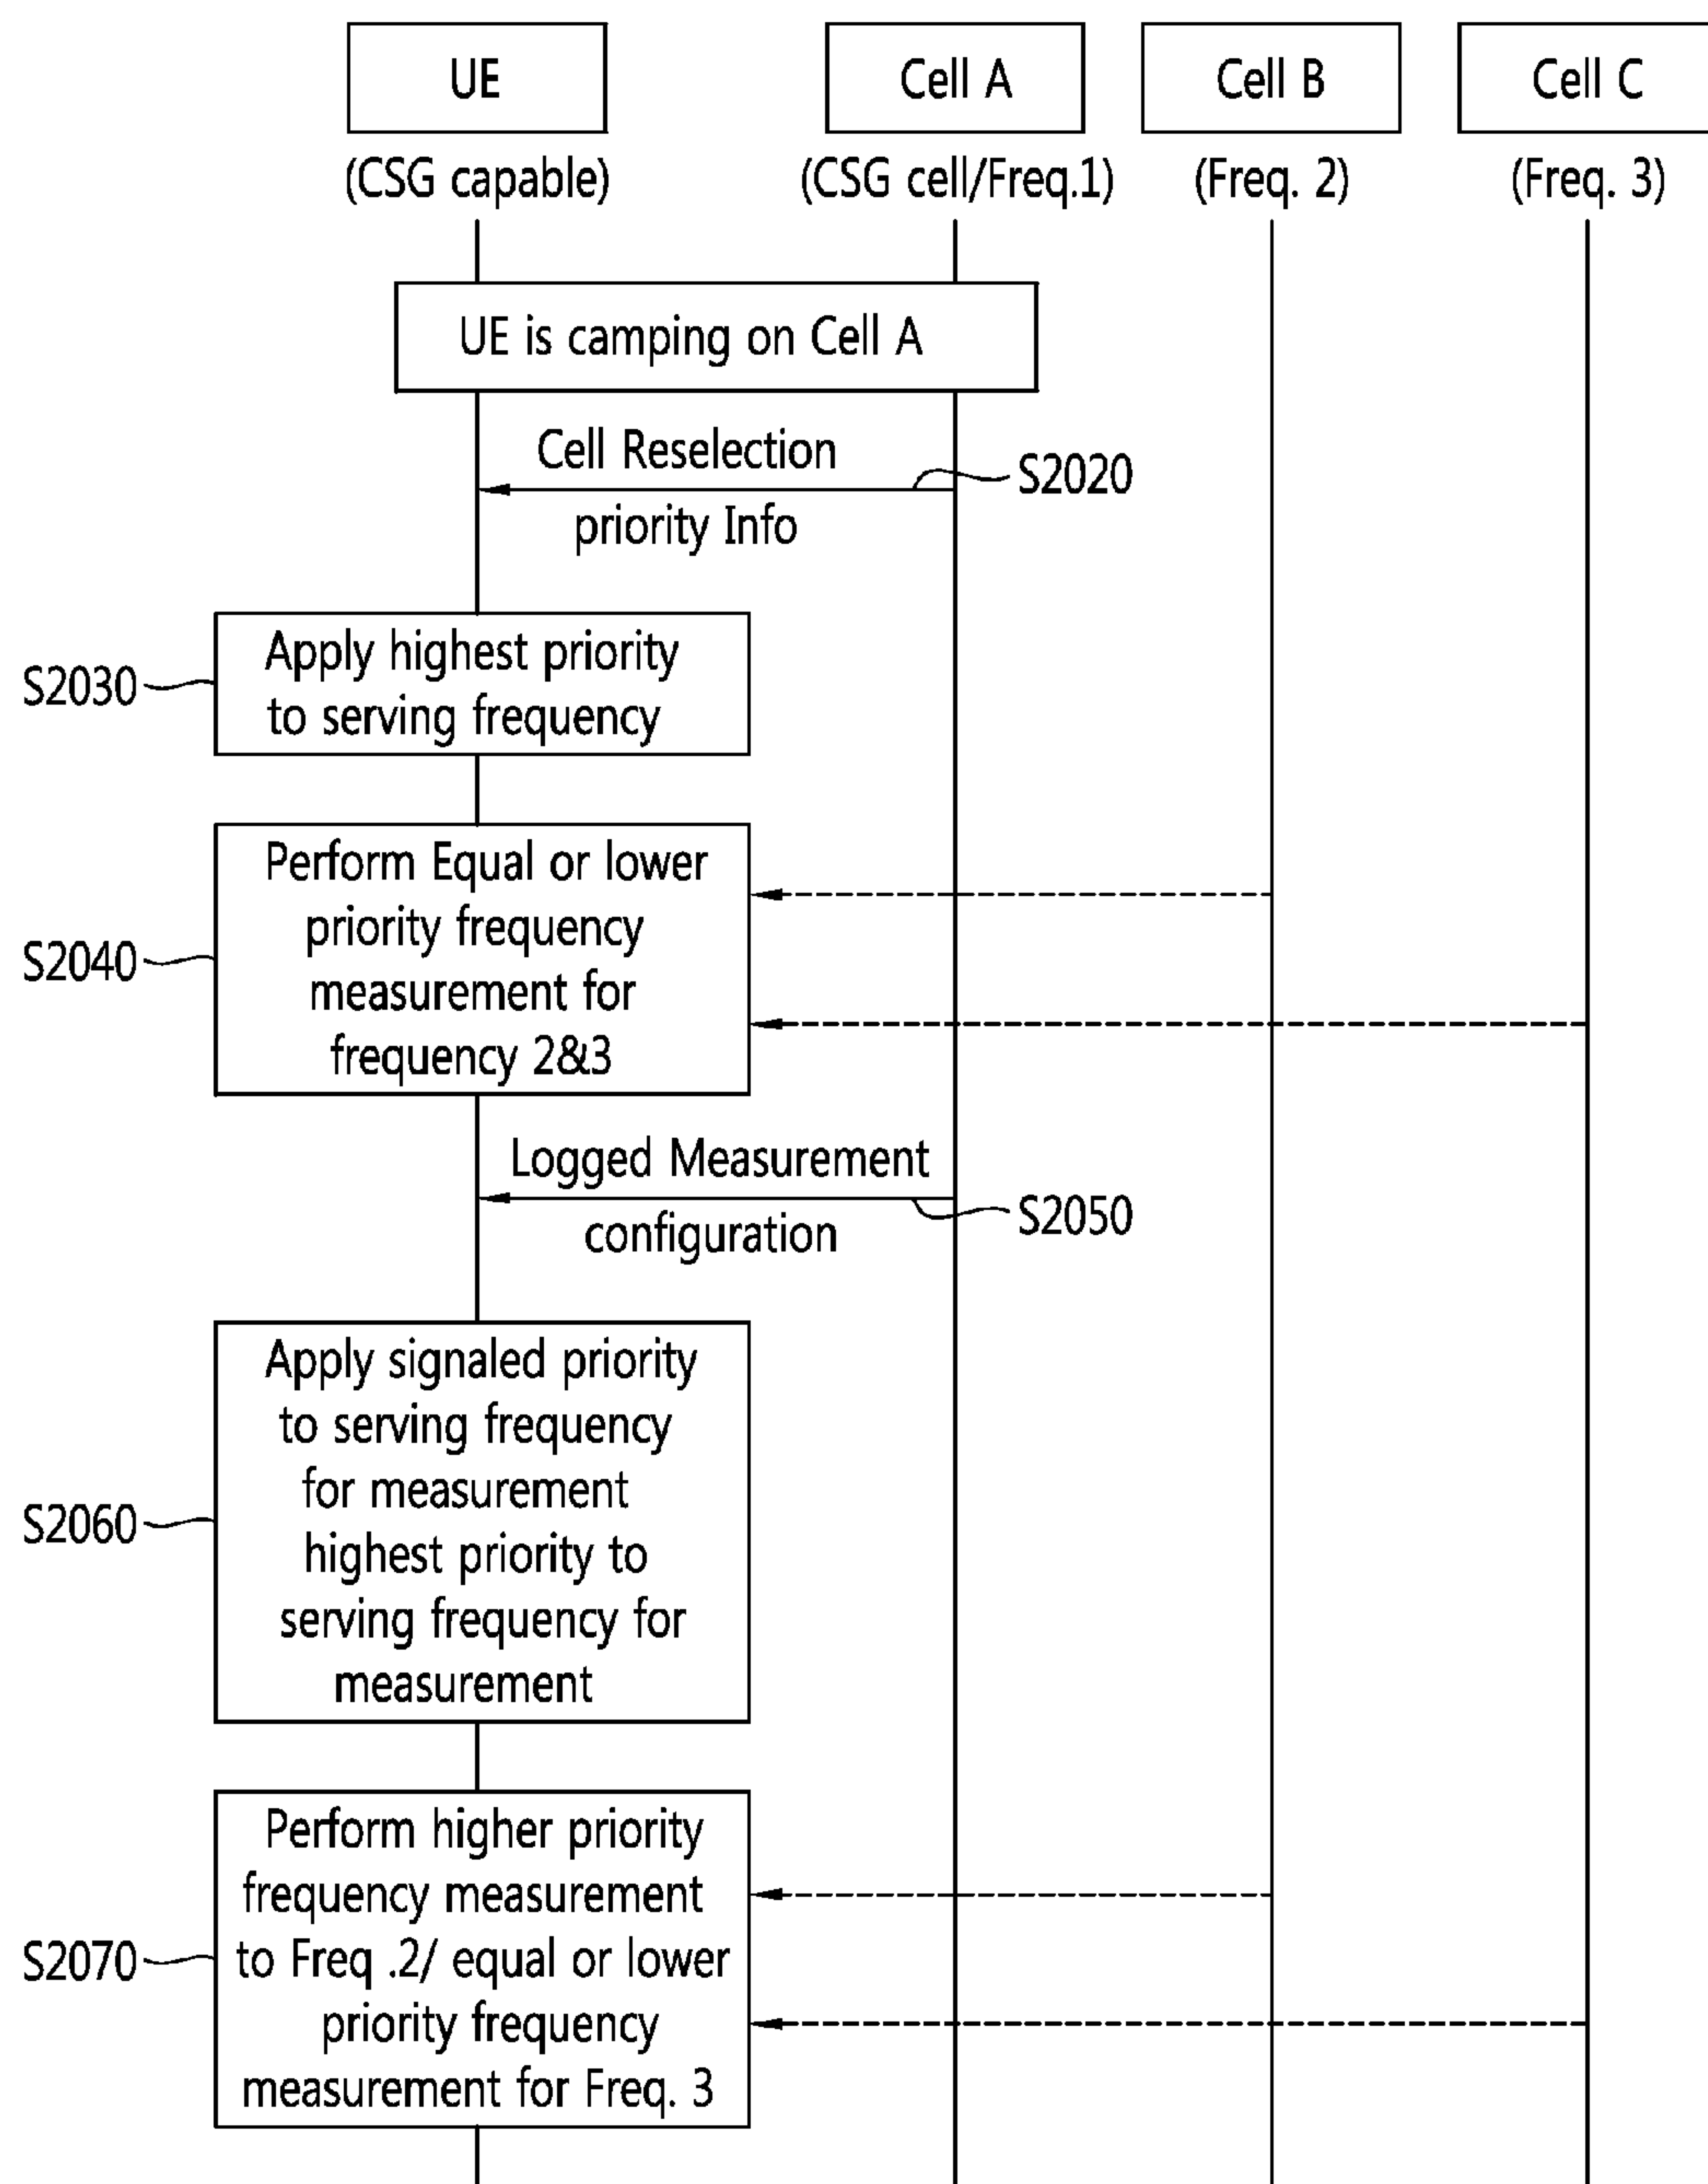 UE
Cell A
Cell B
Cell C
(CSG capable)
(CSG cell/Freq.1)
(Freq. 2)
(Freq. 3)
UE is camping on Cell A
Cell Reselection
priority Info
S2020
S2030
Apply highest priority
to serving frequency
S2040
Perform Equal or lower
priority frequency
measurement for
frequency 2&3
Logged Measurement
configuration
S2050
S2060
Apply signaled priority
to serving frequency
for measurement
highest priority to
serving frequency for
measurement
S2070
Perform higher priority
frequency measurement
to Freq .2/ equal or lower
priority frequency
measurement for Freq. 3